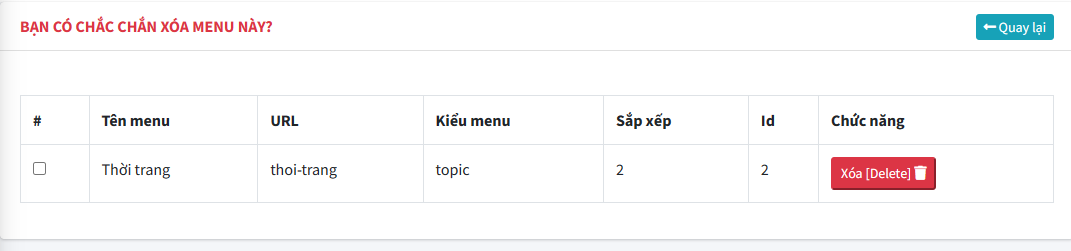 BẠN CÓ CHẮC CHẮN XÓA MENU NÀY?
Quay lại
# Tên menu URL Kiểu menu Sắp xếp Id Chức năng
Thời trang thoi-trang topic 2 2 Xóa [Delete]